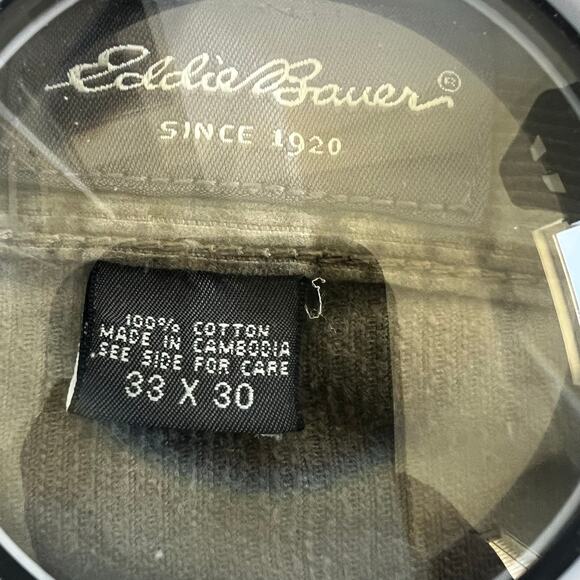 Eddie Bauer®
SINCE 1920
100% COTTON
MADE IN CAMBODIA
SEE SIDE FOR CARE
33 X 30